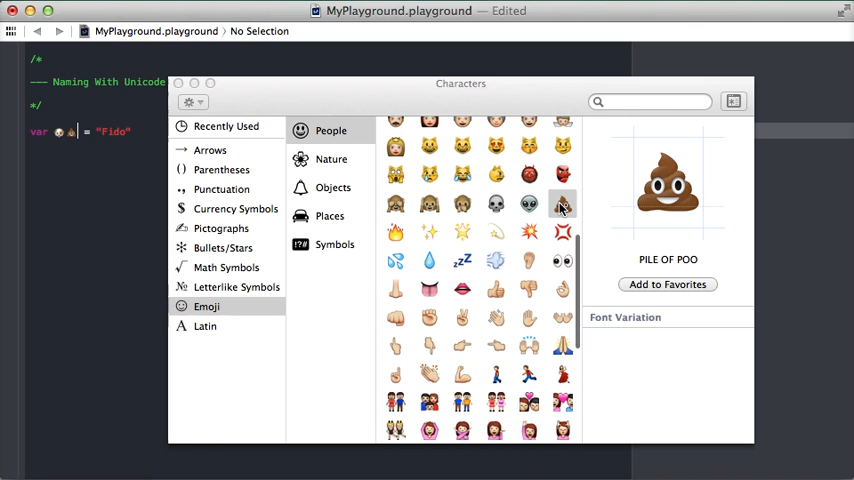 MyPlayground.playground — Edited
MyPlayground.playground > No Selection
/*
--- Naming With Unicode
*/
var 🐶💩 = "Fido"
Characters
Recently Used
Arrows
Parentheses
Punctuation
Currency Symbols
Pictographs
Bullets/Stars
Math Symbols
Letterlike Symbols
Emoji
Latin
People
Nature
Objects
Places
Symbols
PILE OF POO
Add to Favorites
Font Variation